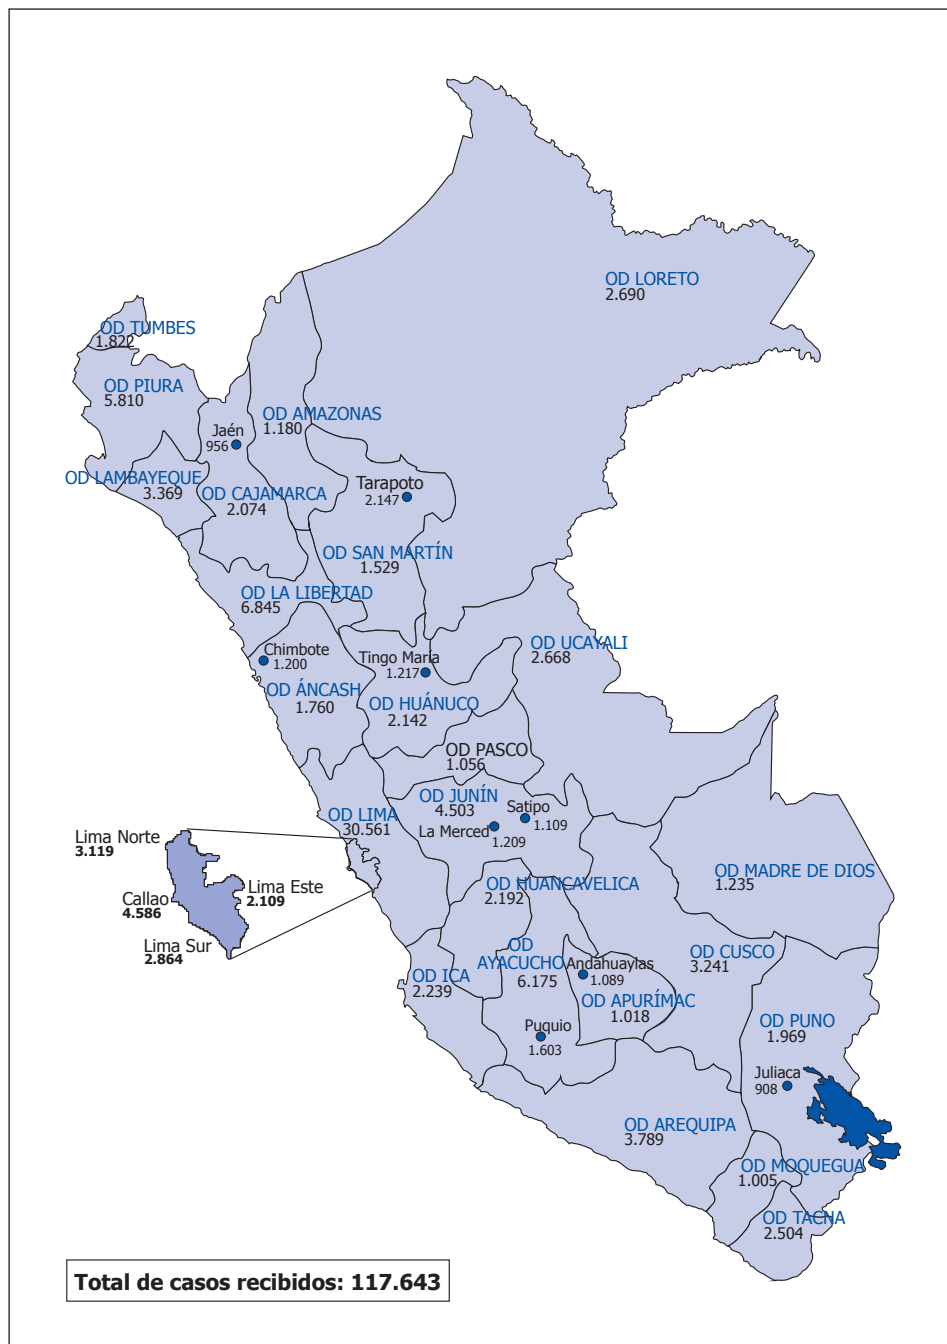 OD LORETO
2.690
OD TUMBES
1.822
OD PIURA
5.810
OD AMAZONAS
1.180
Jaén
956
OD LAMBAYEQUE
3.369
OD CAJAMARCA
2.074
Tarapoto
2.147
OD SAN MARTÍN
1.529
OD LA LIBERTAD
6.845
OD UCAYALI
2.668
Chimbote
1.200
Tingo María
1.217
OD ÁNCASH
1.760
OD HUÁNUCO
2.142
OD PASCO
1.056
OD JUNÍN
4.503
Satipo
1.109
La Merced
1.209
OD LIMA
30.561
Lima Norte
3.119
Lima Este
2.109
Callao
4.586
Lima Sur
2.864
OD HUANCAVELICA
2.192
OD MADRE DE DIOS
1.235
OD
AYACUCHO
6.175
Andahuaylas
1.089
OD CUSCO
3.241
OD ICA
2.239
OD APURÍMAC
1.018
OD PUNO
1.969
Puquio
1.603
Juliaca
908
OD AREQUIPA
3.789
OD MOQUEGUA
1.005
OD TACNA
2.504
Total de casos recibidos: 117.643